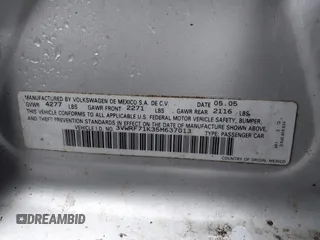 MANUFACTURED BY VOLKSWAGEN DE MEXICO S.A. DE C.V. DATE 05.05
GVWR 4277 LBS GAWR FRONT 2271 LBS GAWR REAR 2116 LBS
THIS VEHICLE CONFORMS TO ALL APPLICABLE U.S. FEDERAL MOTOR VEHICLE SAFETY, BUMPER,
AND THEFT PREVENTION STANDARDS IN EFFECT ON THE DATE OF MANUFACTURE SHOWN ABOVE.
V.I. NO. 3VWRF71K35M637013 TYPE: PASSENGER CAR
COUNTRY OF ORIGIN: MEXICO
DREAMBID